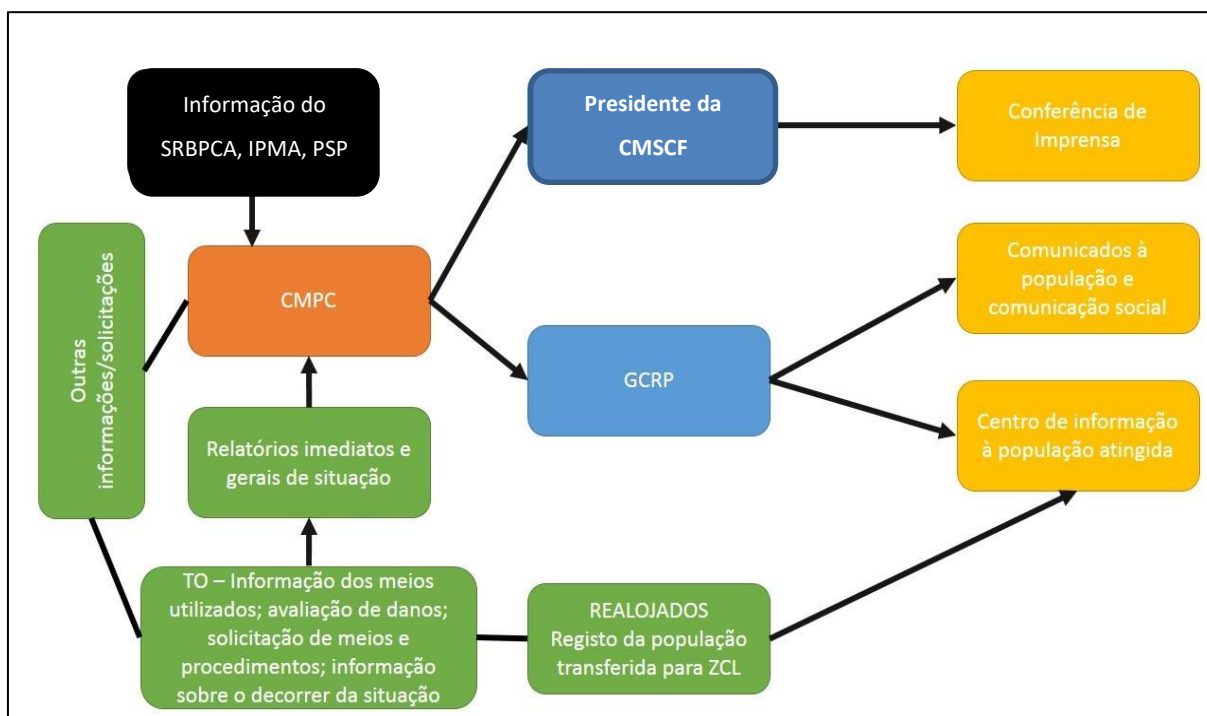 Informação do
SRBPCA, IPMA, PSP
Presidente da
CMSCF
Conferência de
Imprensa
Outras
informações/solicitações
CMPC
Comunicados à
população e
comunicação social
GCRP
Relatórios imediatos e
gerais de situação
Centro de informação
à população atingida
TO – Informação dos meios
utilizados; avaliação de danos;
solicitação de meios e
procedimentos; informação
sobre o decorrer da situação
REALOJADOS
Registo da população
transferida para ZCL